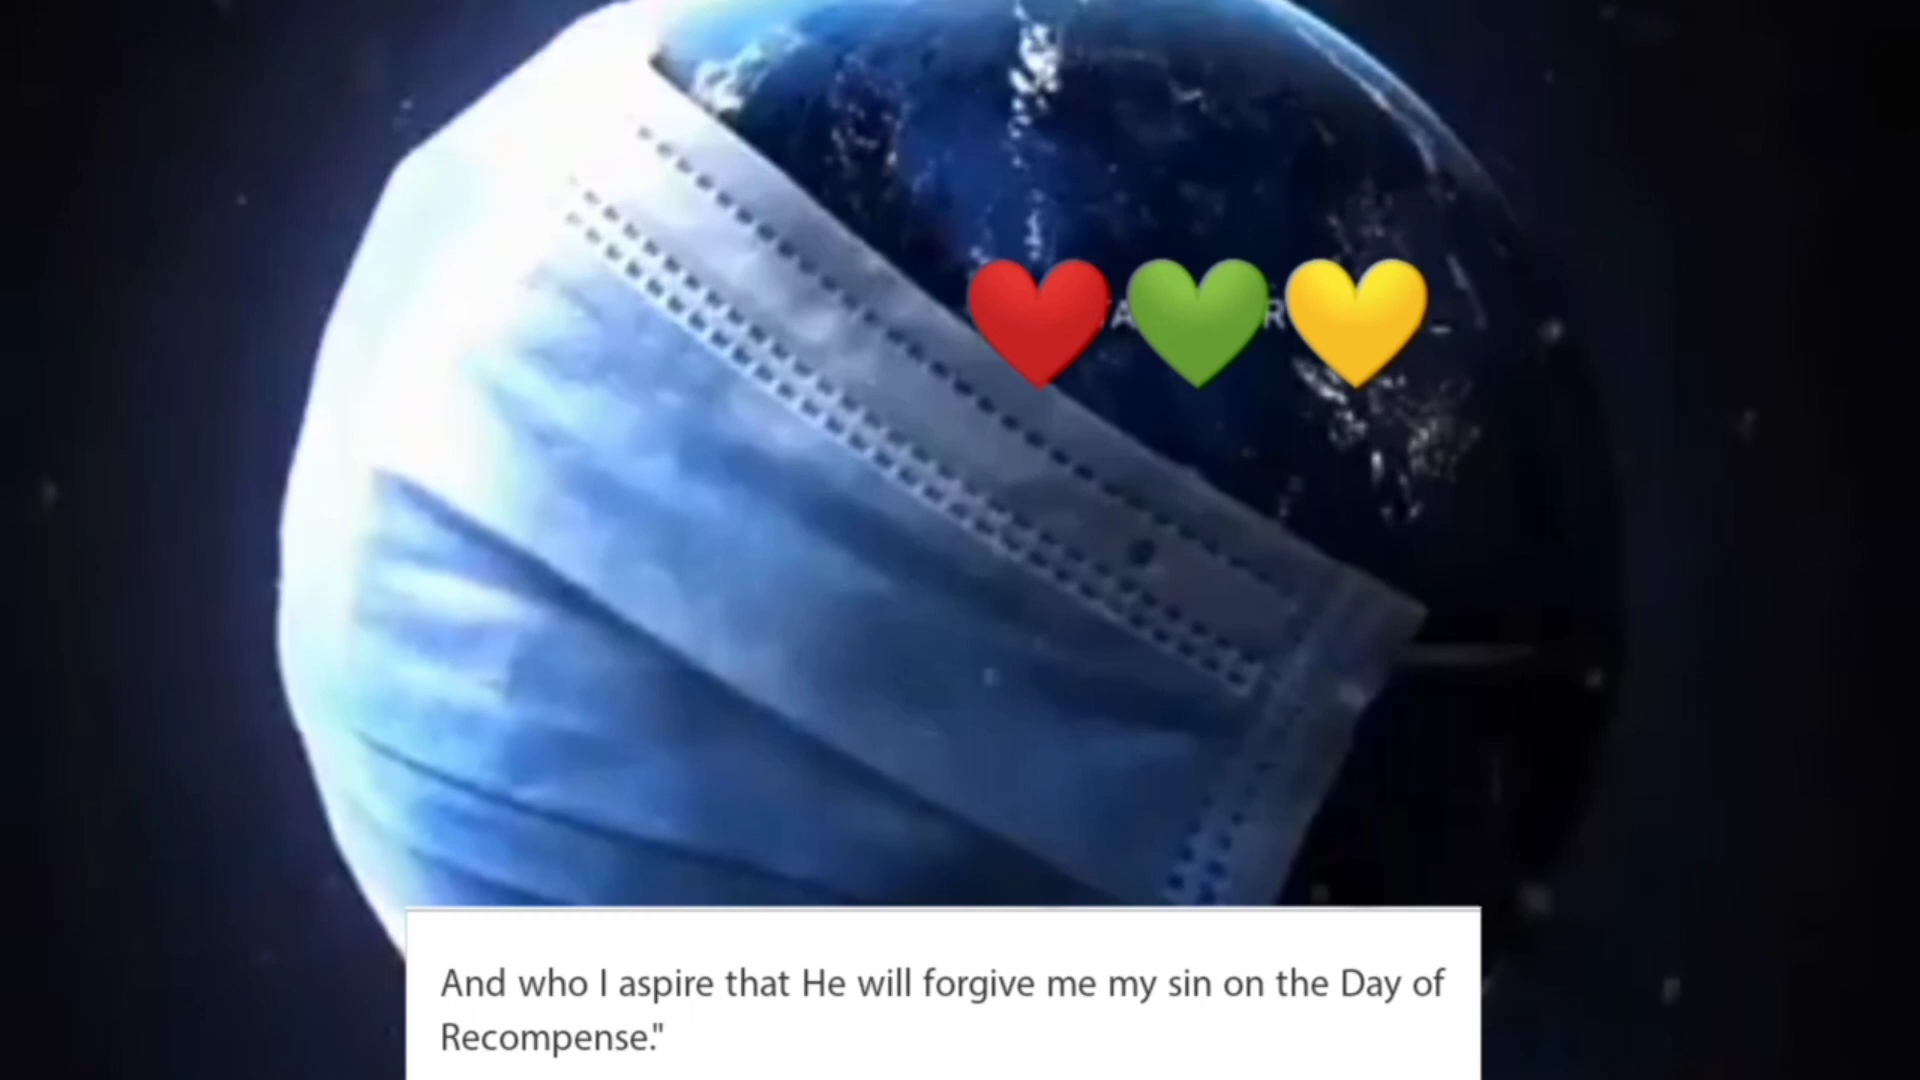 And who I aspire that He will forgive me my sin on the Day of
Recompense."